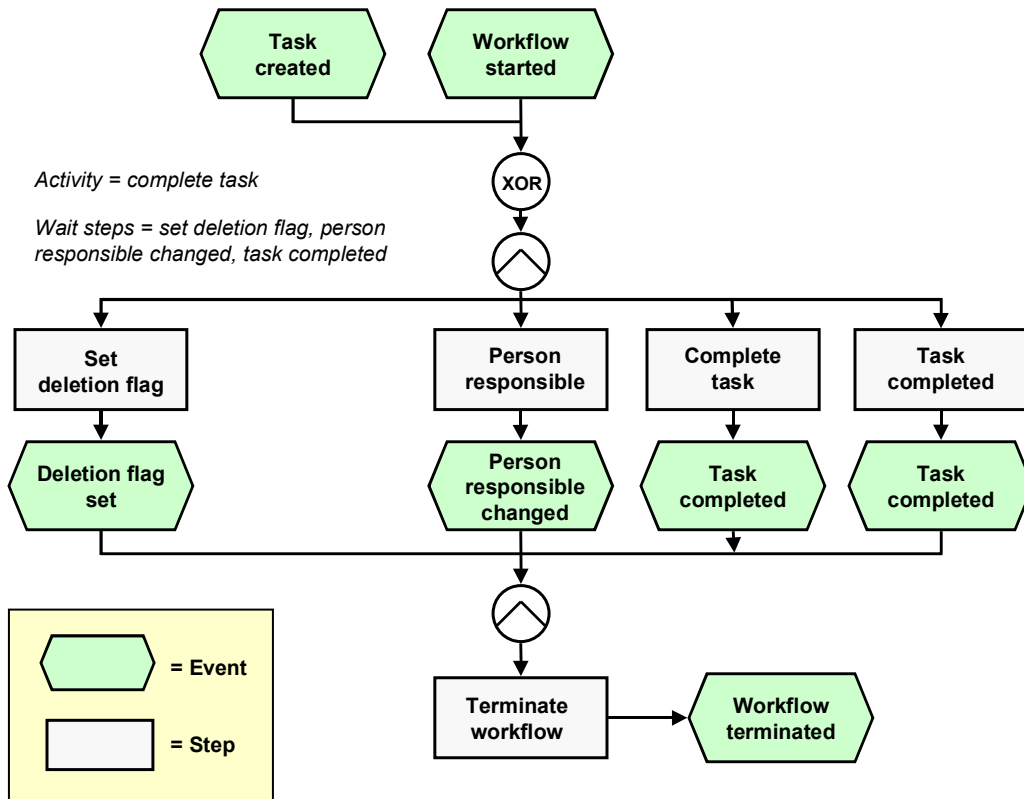 Task
created
Workflow
started
XOR
Activity = complete task
Wait steps = set deletion flag, person
responsible changed, task completed
Set
deletion flag
Person
responsible
Complete
task
Task
completed
Deletion flag
set
Person
responsible
changed
Task
completed
Task
completed
= Event
= Step
Terminate
workflow
Workflow
terminated